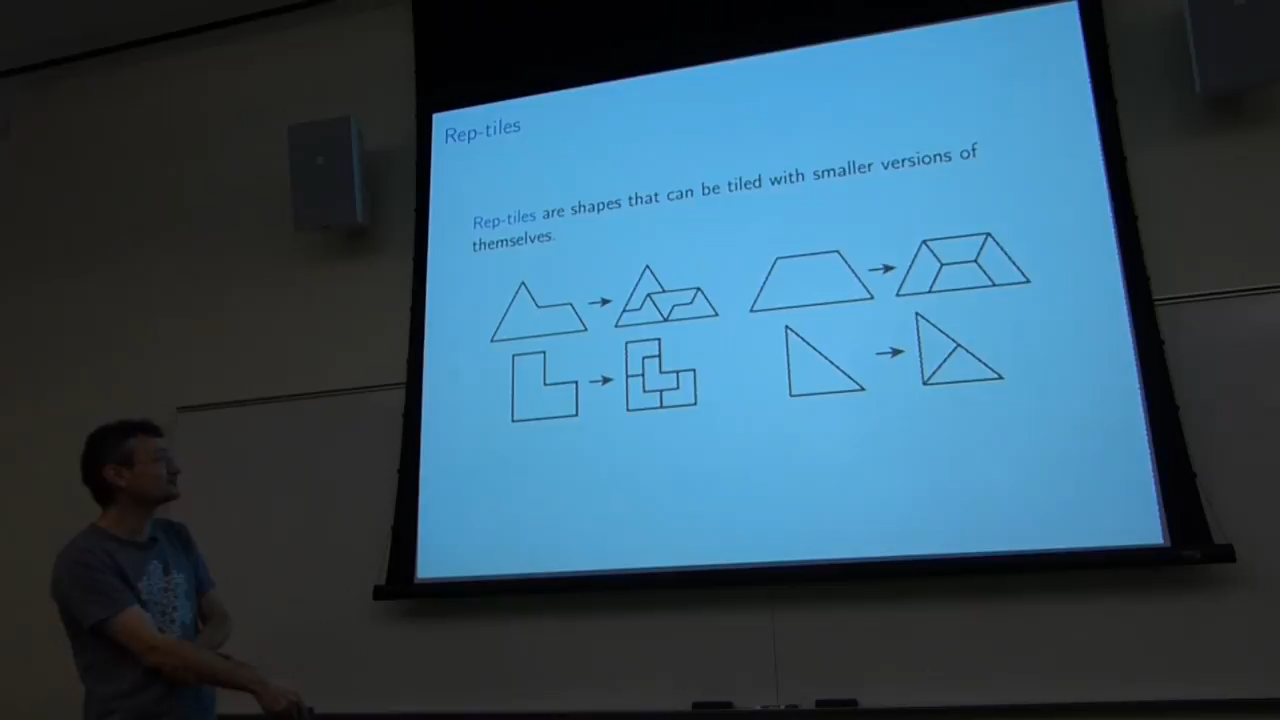 Rep-tiles
Rep-tiles are shapes that can be tiled with smaller versions of
themselves.